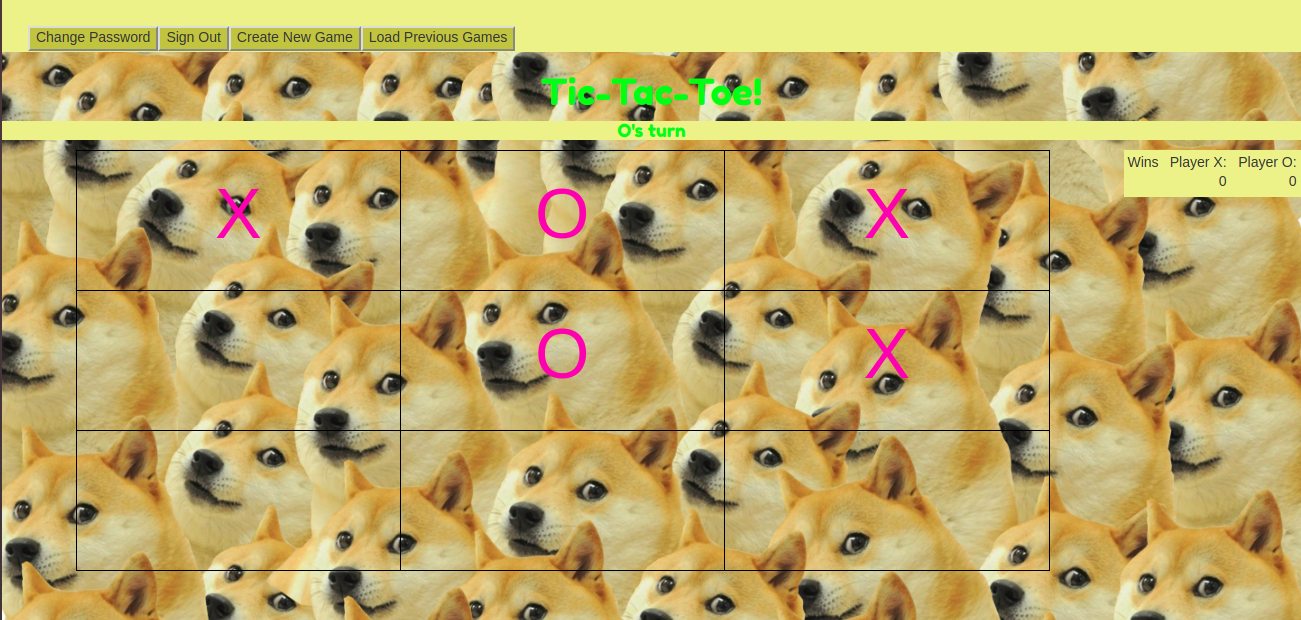 Change Password Sign Out Create New Game Load Previous Games
Tic-Tac-Toe!
O's turn
Wins Player X: Player O:
0 0
X O X
O X